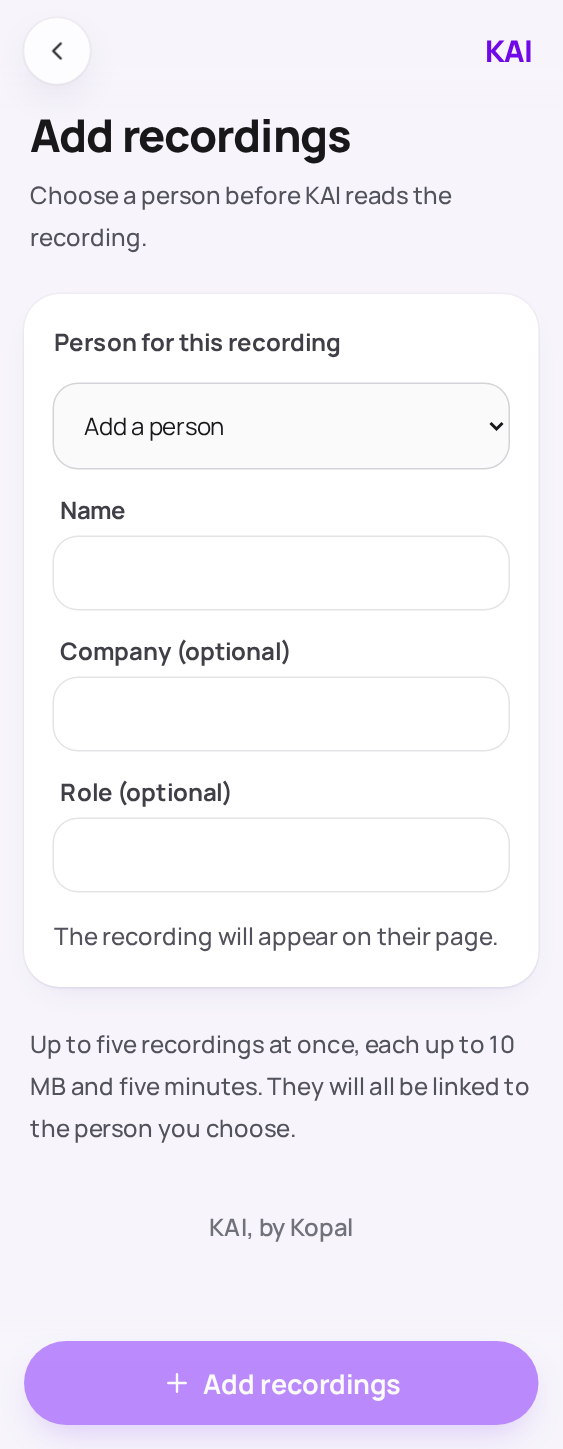 KAI
Add recordings
Choose a person before KAI reads the
recording.
Person for this recording
Add a person
Name
Company (optional)
Role (optional)
The recording will appear on their page.
Up to five recordings at once, each up to 10
MB and five minutes. They will all be linked to
the person you choose.
KAI, by Kopal
+ Add recordings